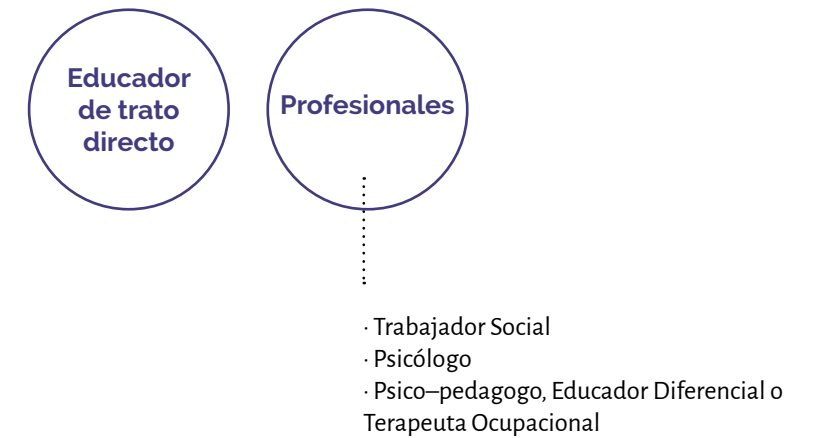 Educador
de trato
directo
Profesionales
· Trabajador Social
· Psicólogo
· Psico–pedagogo, Educador Diferencial o
Terapeuta Ocupacional